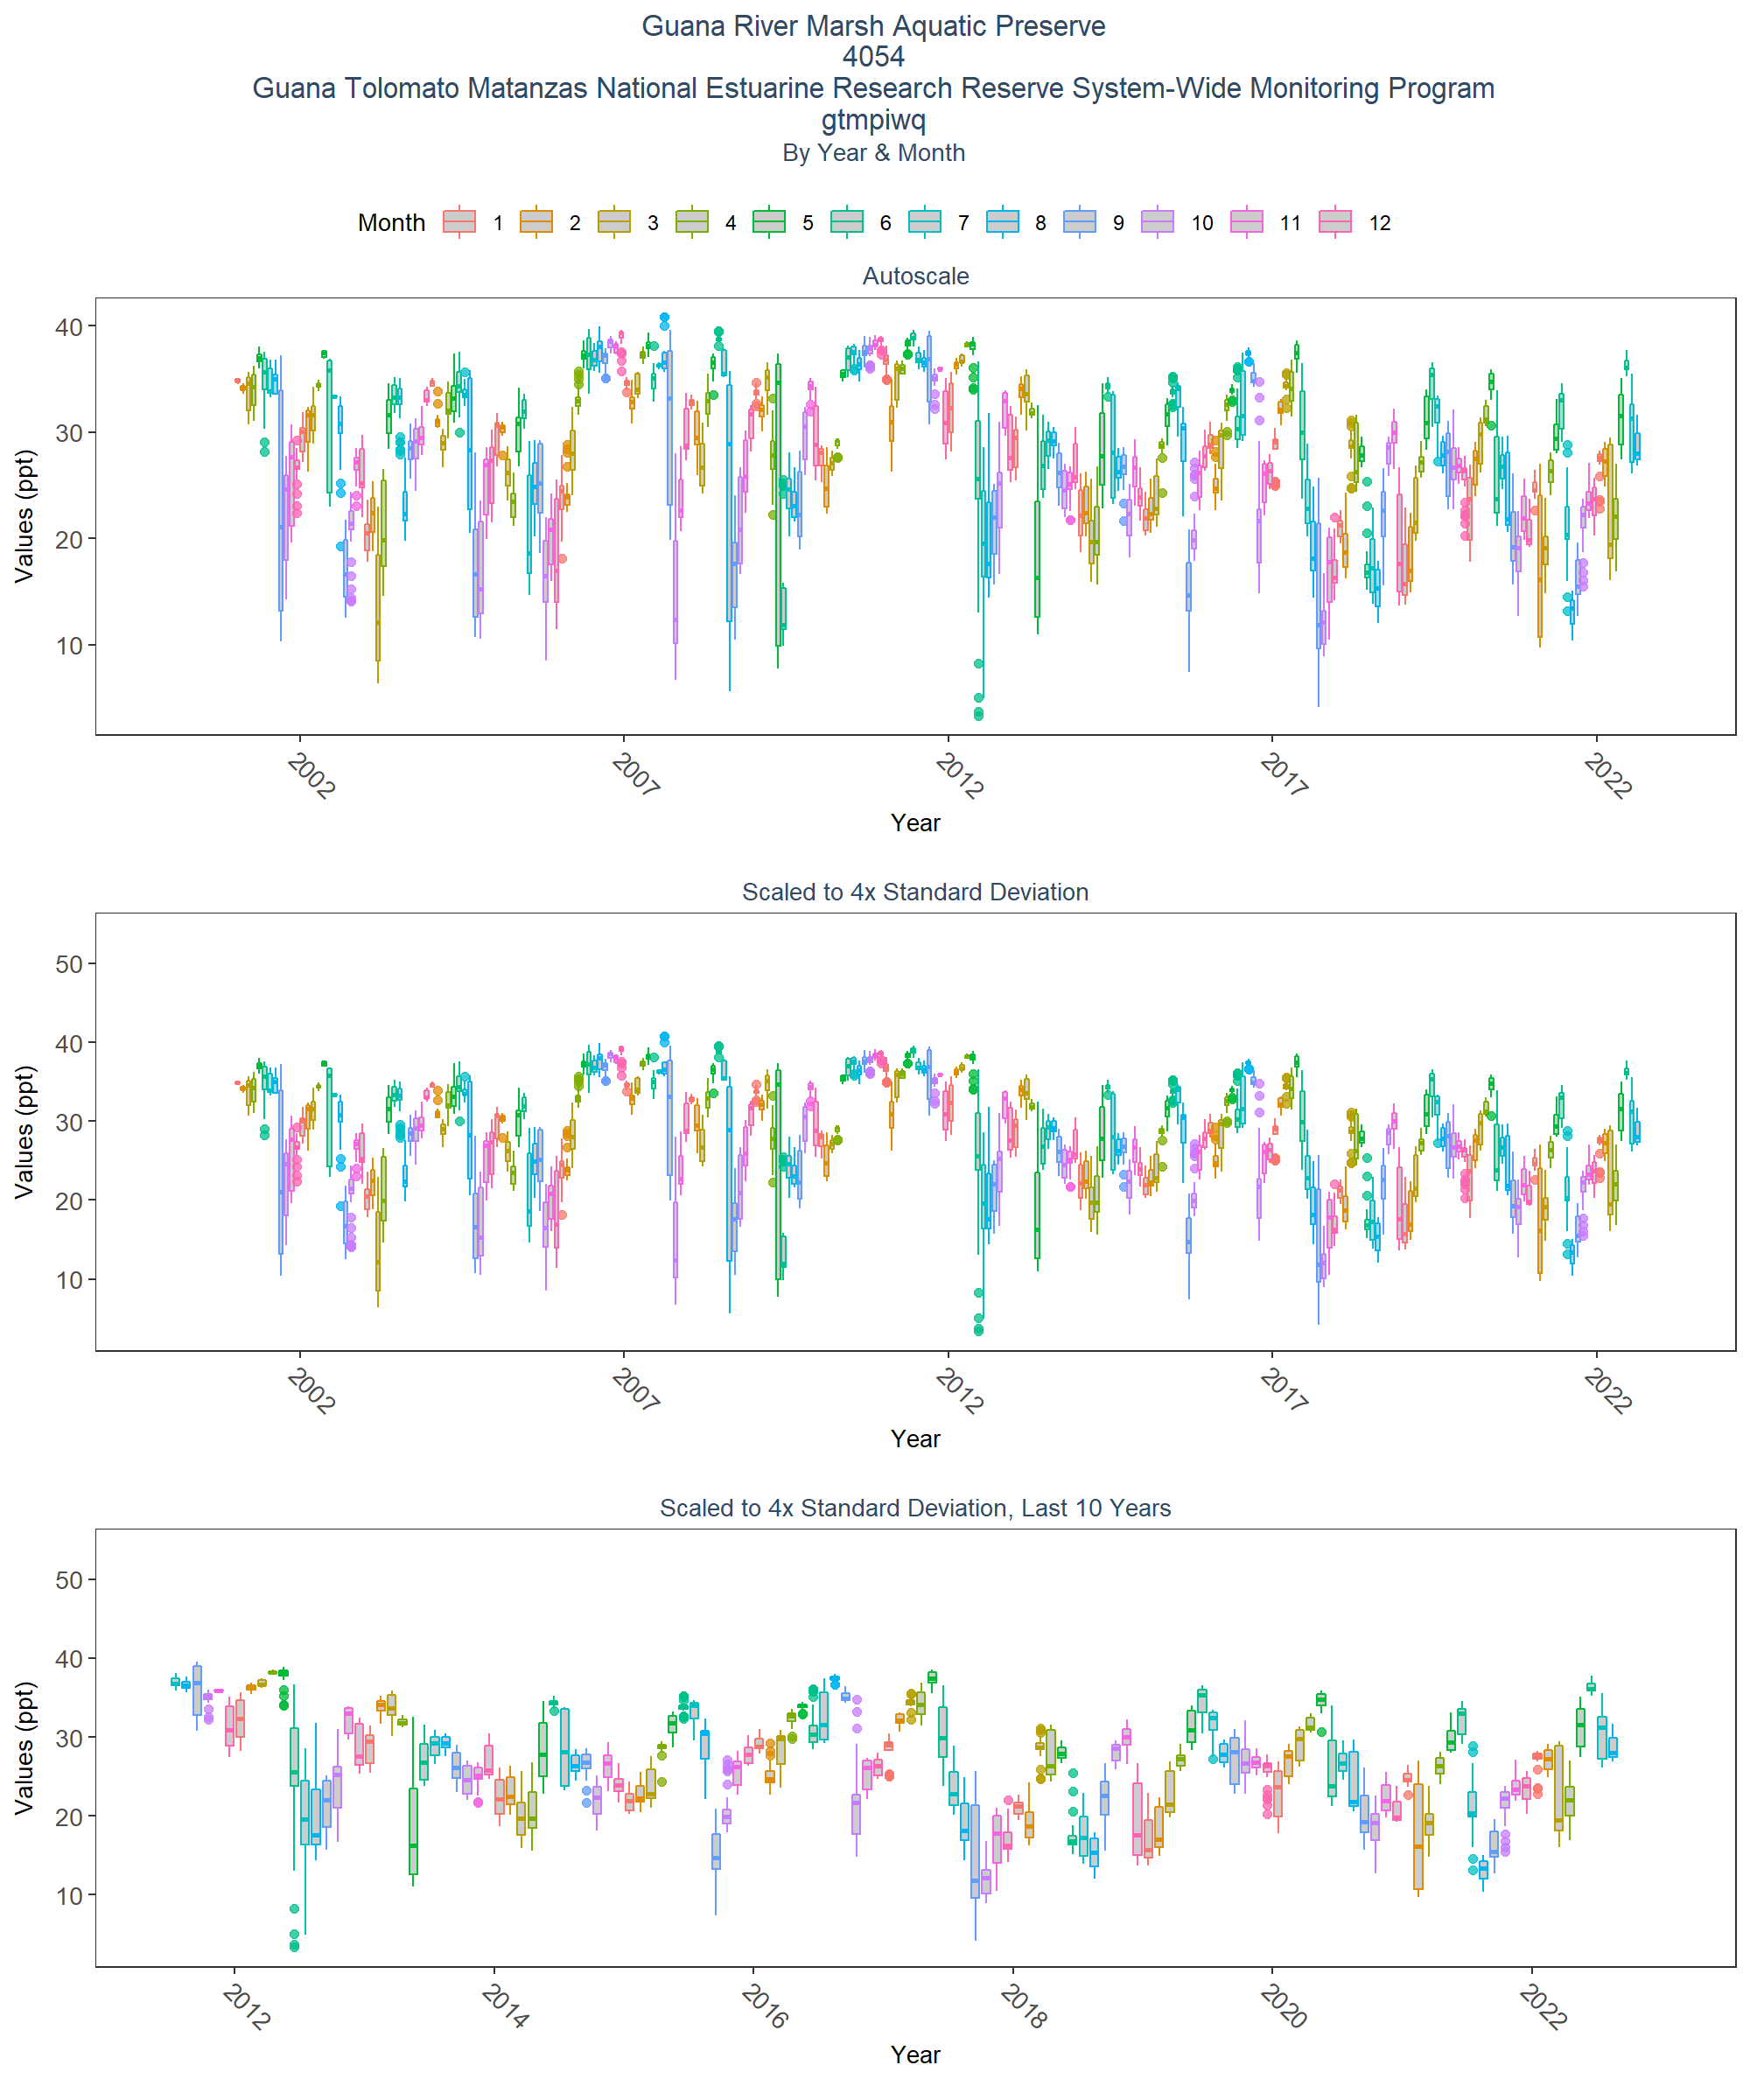 Guana River Marsh Aquatic Preserve
4054
Guana Tolomato Matanzas National Estuarine Research Reserve System-Wide Monitoring Program
gtmpiwq
By Year & Month
Month 1 2 3 4 5 6 7 8 9 10 11 12
Autoscale
Values (ppt)
40
30
20
10
2002 2007 2012 2017 2022
Year
Scaled to 4x Standard Deviation
Values (ppt)
50
40
30
20
10
2002 2007 2012 2017 2022
Year
Scaled to 4x Standard Deviation, Last 10 Years
Values (ppt)
50
40
30
20
10
2012 2014 2016 2018 2020 2022
Year